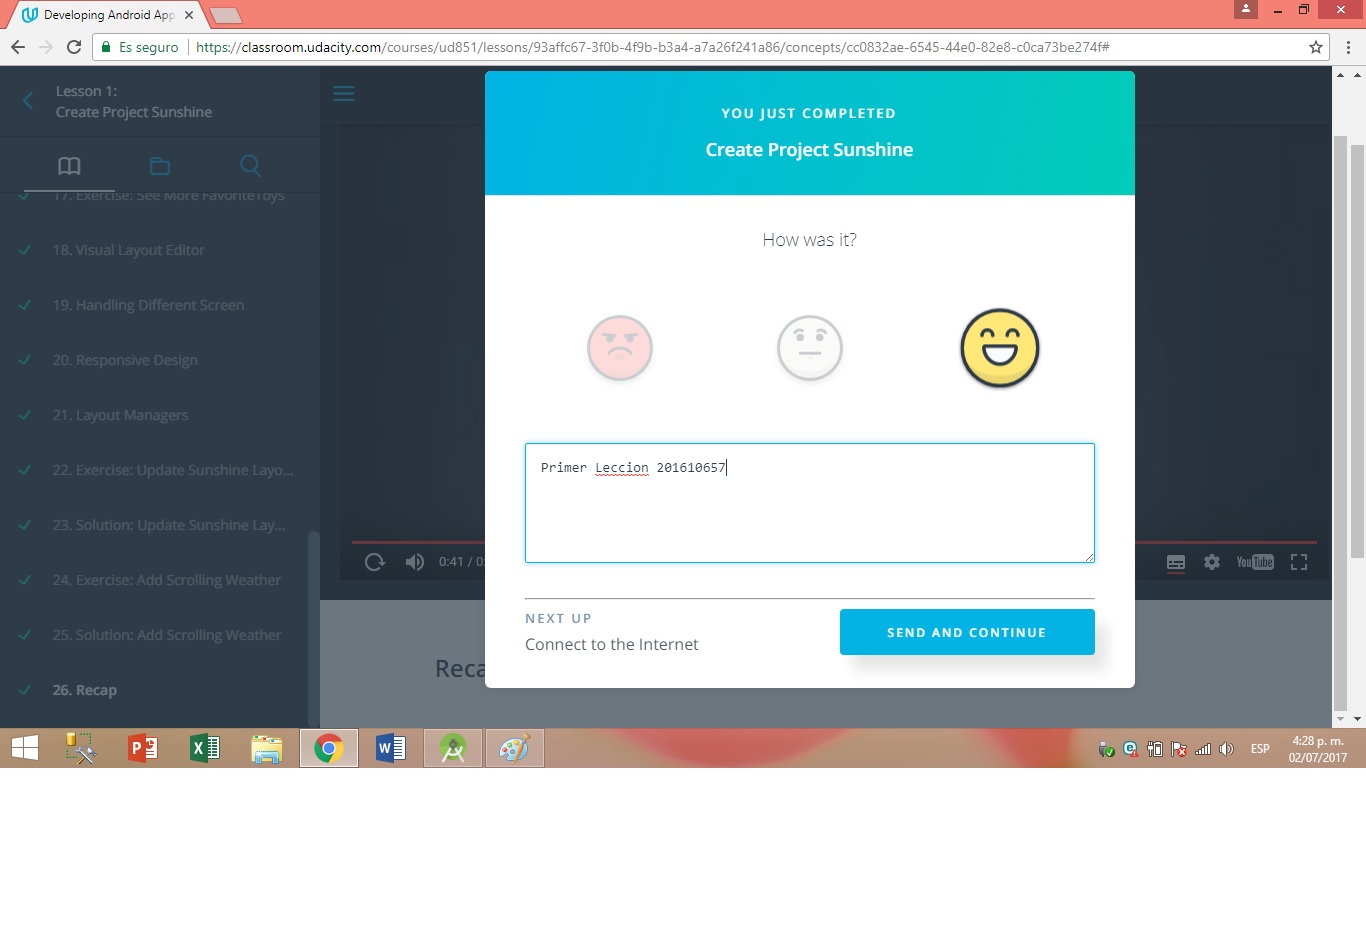 Developing Android App
Es seguro
https://classroom.udacity.com/courses/ud851/lessons/93affc67-3f0b-4f9b-b3a4-a7a26f241a86/concepts/cc0832ae-6545-44e0-82e8-c0ca73be274f#
Lesson 1:
Create Project Sunshine
17. Exercise: See More FavoriteToys
18. Visual Layout Editor
19. Handling Different Screen
20. Responsive Design
21. Layout Managers
22. Exercise: Update Sunshine Layo...
23. Solution: Update Sunshine Lay...
24. Exercise: Add Scrolling Weather
25. Solution: Add Scrolling Weather
26. Recap
YOU JUST COMPLETED
Create Project Sunshine
How was it?
Primer Leccion 201610657
0:41 / 0:
YouTube
NEXT UP
Connect to the Internet
SEND AND CONTINUE
Reca
ESP
4:28 p. m.
02/07/2017